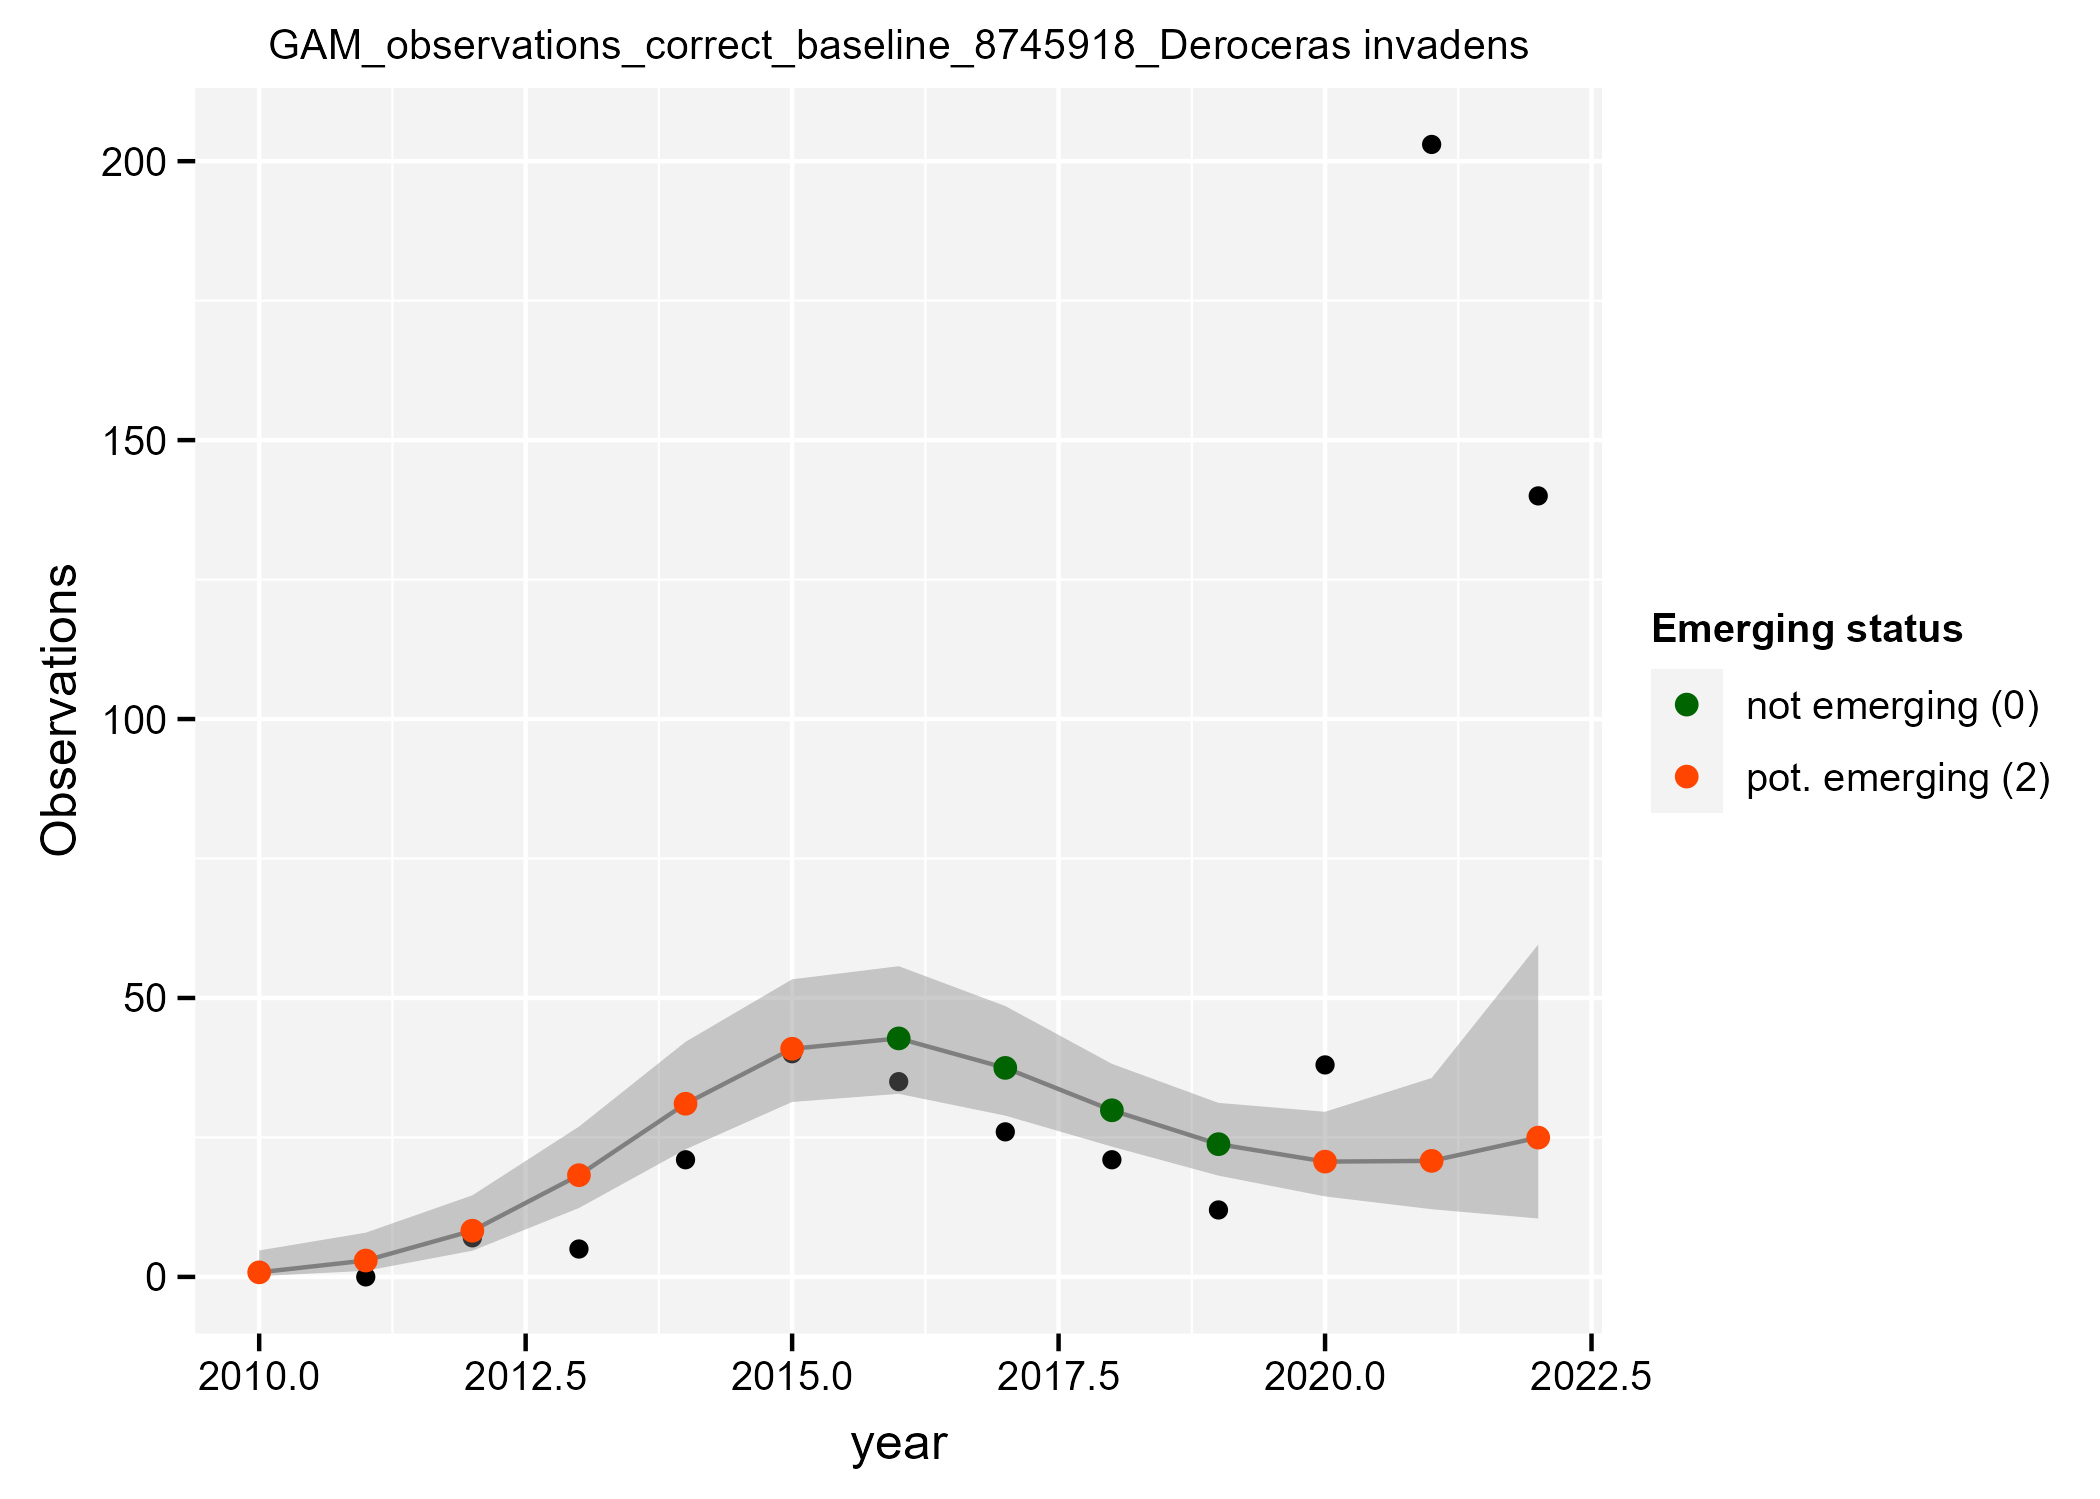 GAM_observations_correct_baseline_8745918_Deroceras invadens
200
150
100
50
0
Observations
2010.0 2012.5 2015.0 2017.5 2020.0 2022.5
year
Emerging status
not emerging (0)
pot. emerging (2)